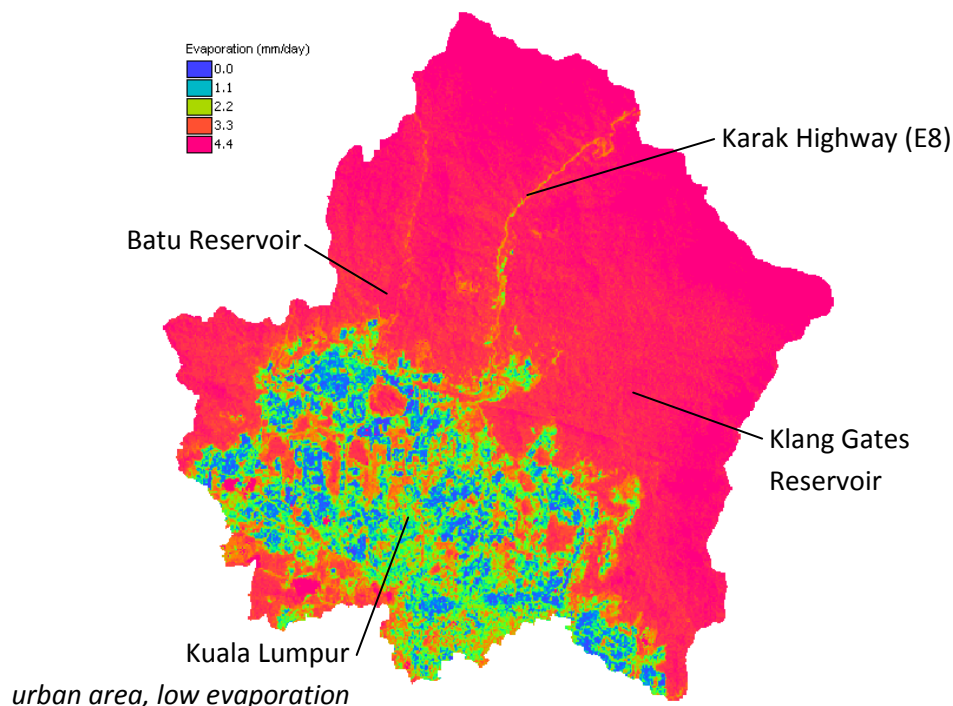 Evaporation (mm/day)
0.0
1.1
2.2
3.3
4.4
Karak Highway (E8)
Batu Reservoir
Klang Gates
Reservoir
Kuala Lumpur
urban area, low evaporation